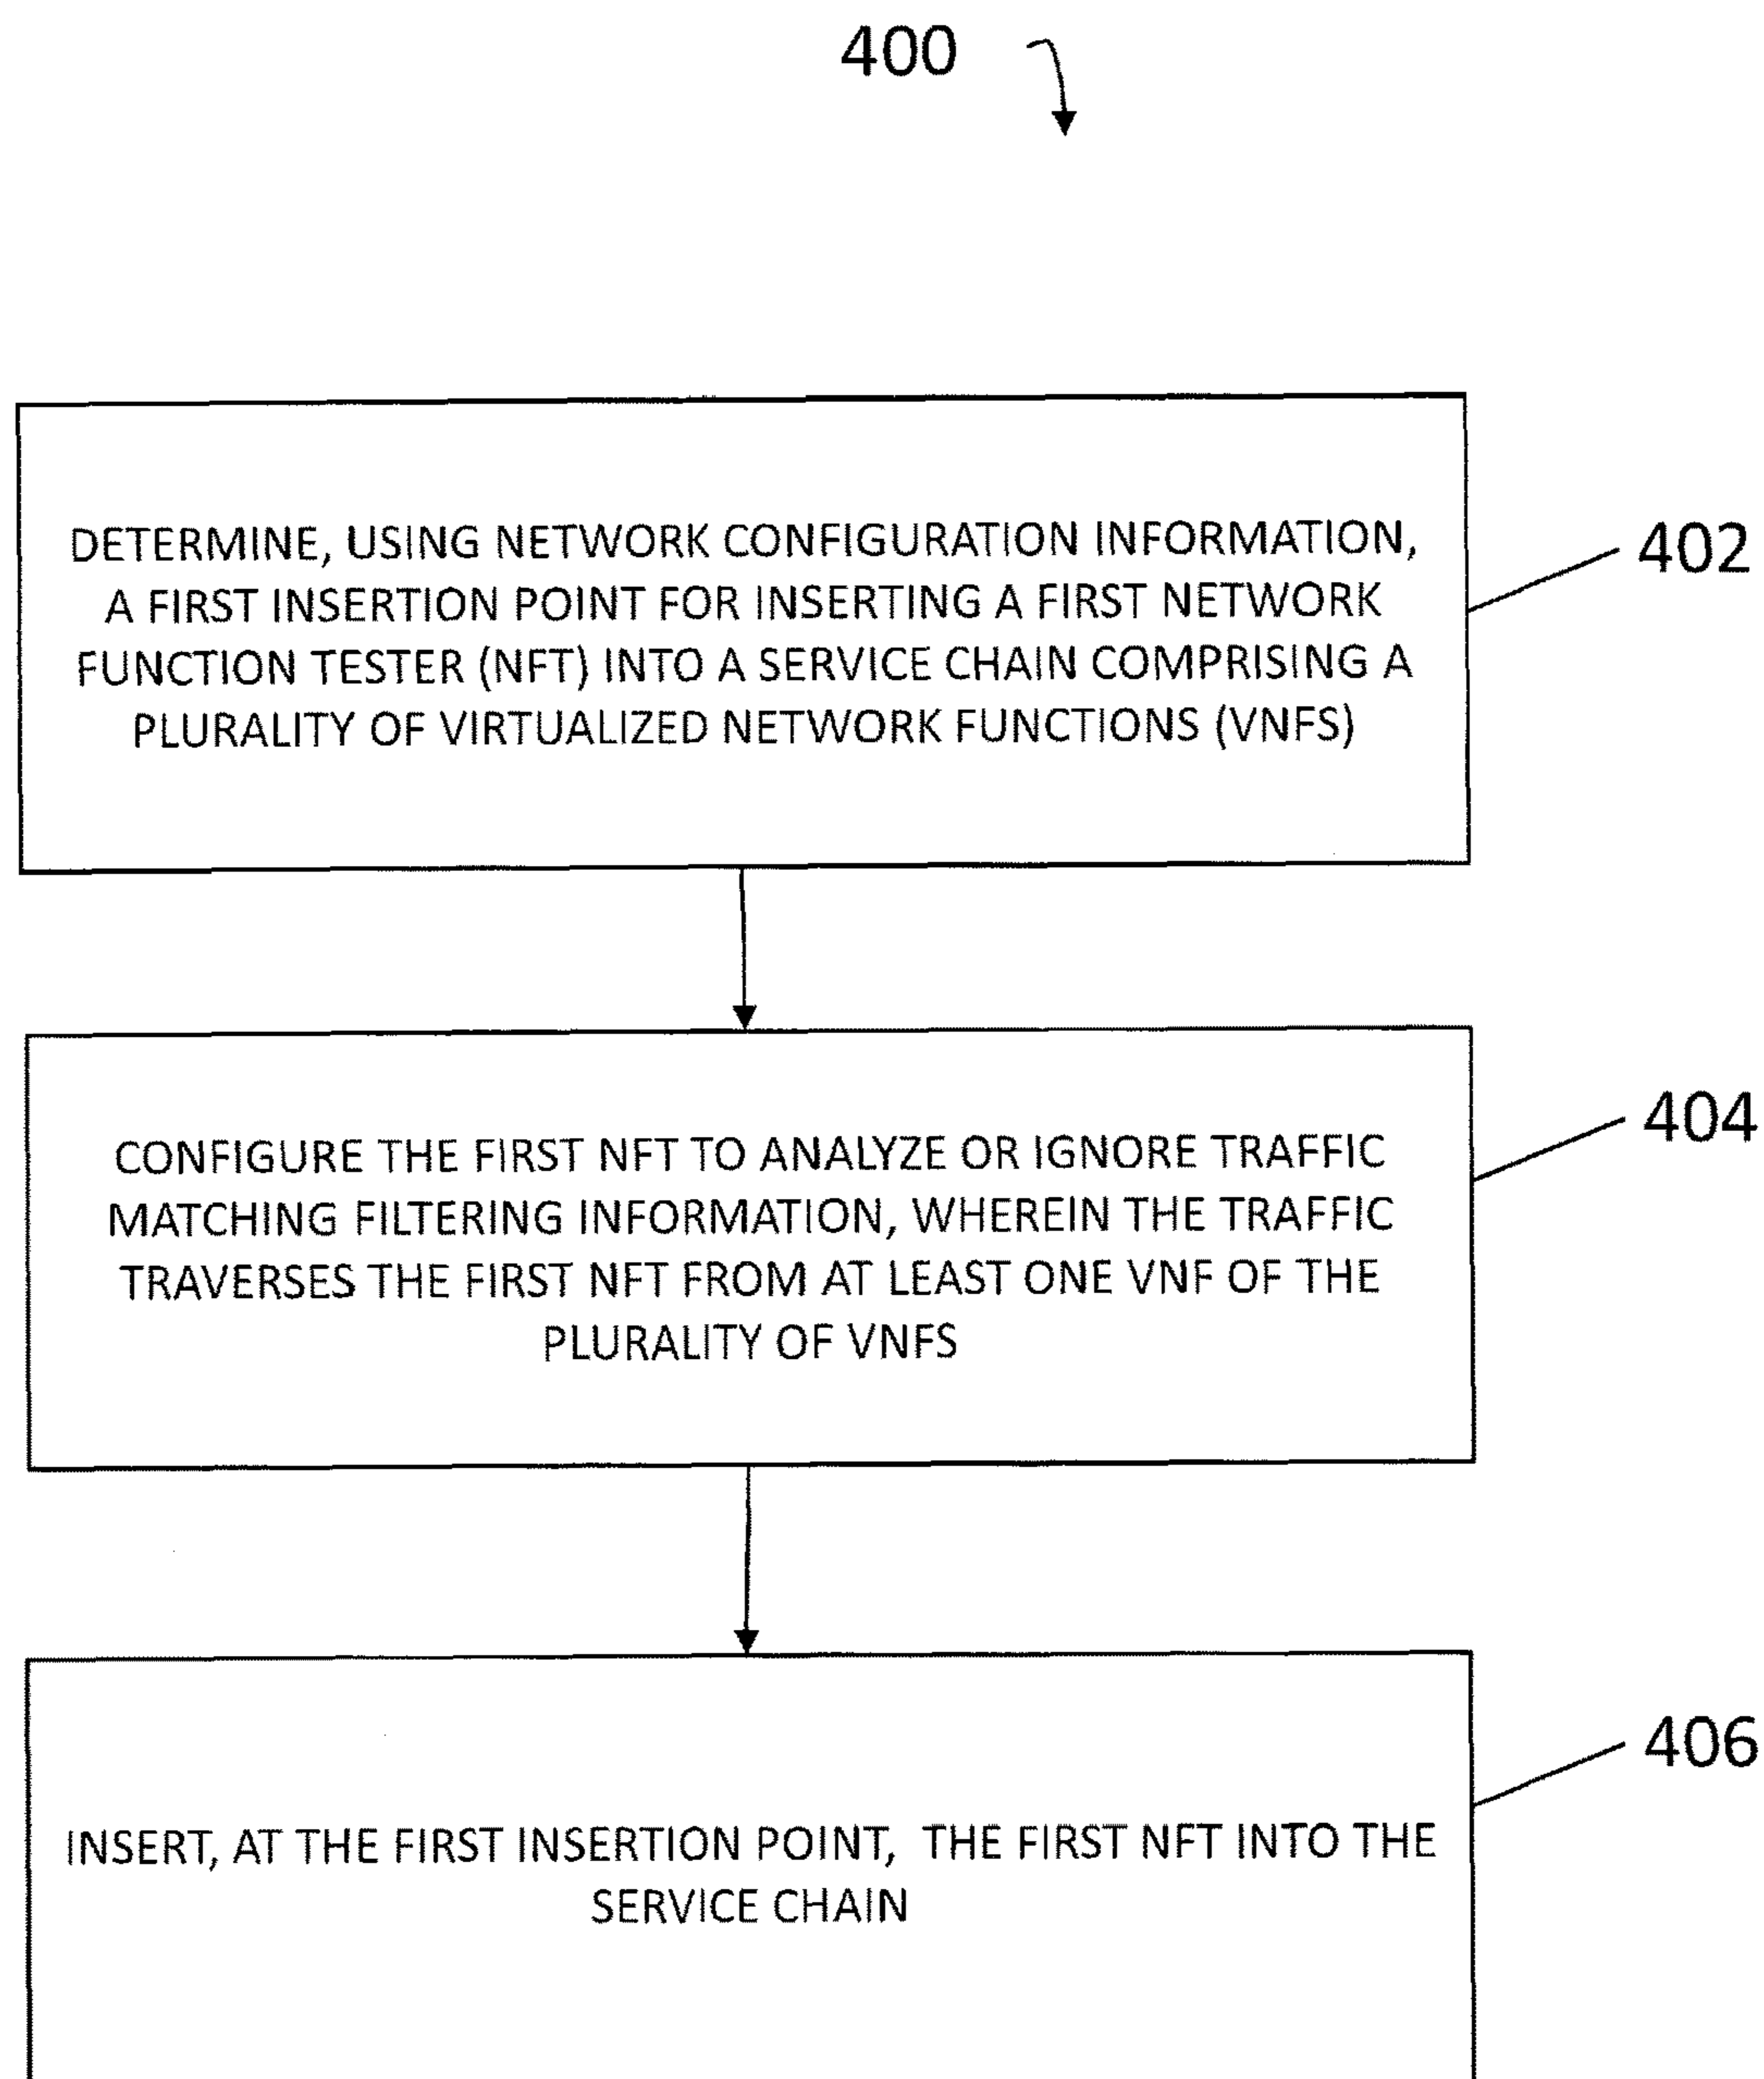 400
DETERMINE, USING NETWORK CONFIGURATION INFORMATION,
A FIRST INSERTION POINT FOR INSERTING A FIRST NETWORK
FUNCTION TESTER (NFT) INTO A SERVICE CHAIN COMPRISING A
PLURALITY OF VIRTUALIZED NETWORK FUNCTIONS (VNFS)
402
CONFIGURE THE FIRST NFT TO ANALYZE OR IGNORE TRAFFIC
MATCHING FILTERING INFORMATION, WHEREIN THE TRAFFIC
TRAVERSES THE FIRST NFT FROM AT LEAST ONE VNF OF THE
PLURALITY OF VNFS
404
INSERT, AT THE FIRST INSERTION POINT, THE FIRST NFT INTO THE
SERVICE CHAIN
406